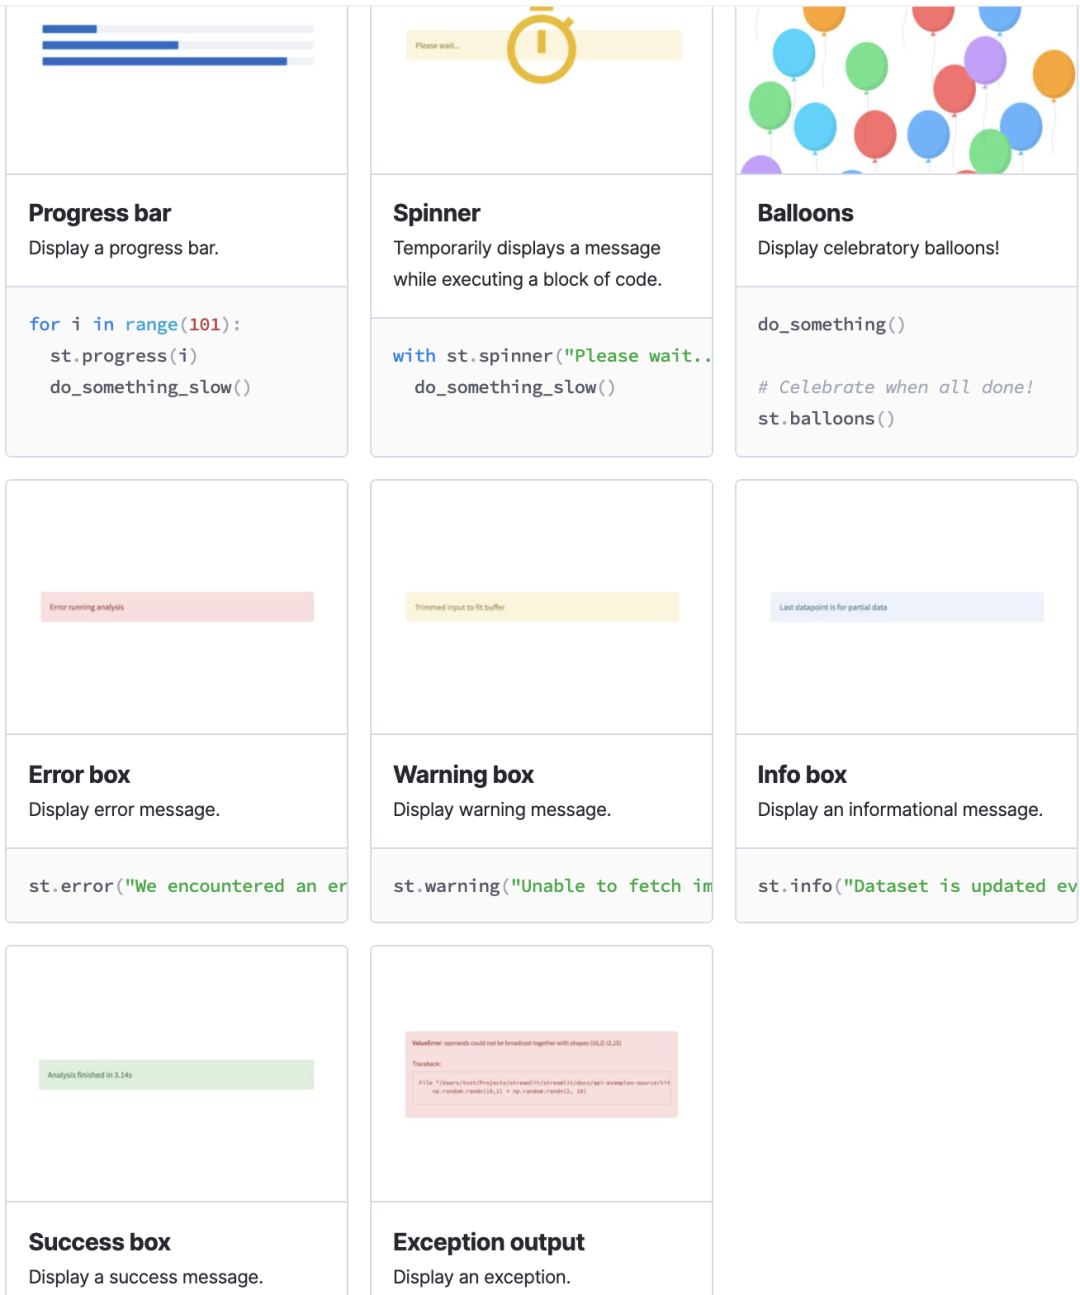 Please wait...
Progress bar
Display a progress bar.
for i in range(101):
st.progress(i)
do_something_slow()
Spinner
Temporarily displays a message
while executing a block of code.
with st.spinner("Please wait..
do_something_slow()
Balloons
Display celebratory balloons!
do_something()
# Celebrate when all done!
st.balloons()
Error running analysis
Error box
Display error message.
st.error("We encountered an er
Trimmed input to fit buffer
Warning box
Display warning message.
st.warning("Unable to fetch im
Last datapoint is for partial data
Info box
Display an informational message.
st.info("Dataset is updated ev
Analysis finished in 3.14s
Success box
Display a success message.
ValueError: operands could not be broadcast together with shapes (10,2) (2,10)
Traceback:
File "/Users/tvst/Projects/streamlit/streamlit/docs/api-examples-source/tit
np.random.randn(10,2) + np.random.randn(2, 10)
Exception output
Display an exception.